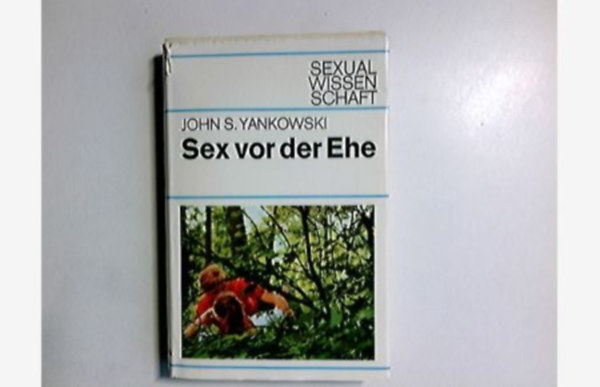 SEXUAL
WISSEN
SCHAFT
JOHN S. YANKOWSKI
Sex vor der Ehe